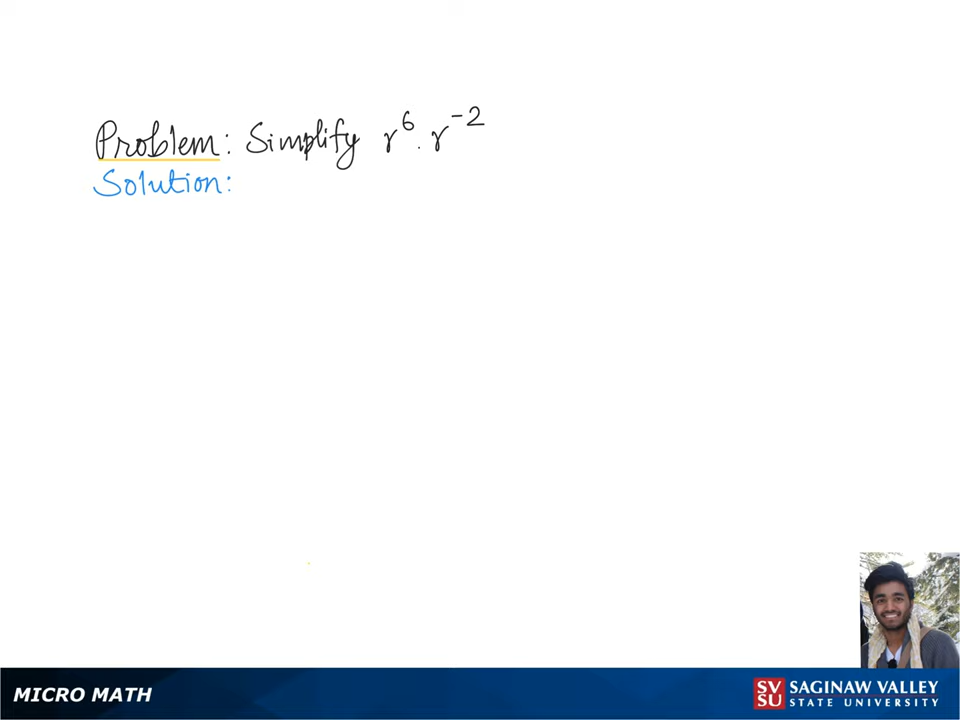 Problem: Simplify r⁶ · r⁻²
Solution:
MICRO MATH
SVSU SAGINAW VALLEY STATE UNIVERSITY